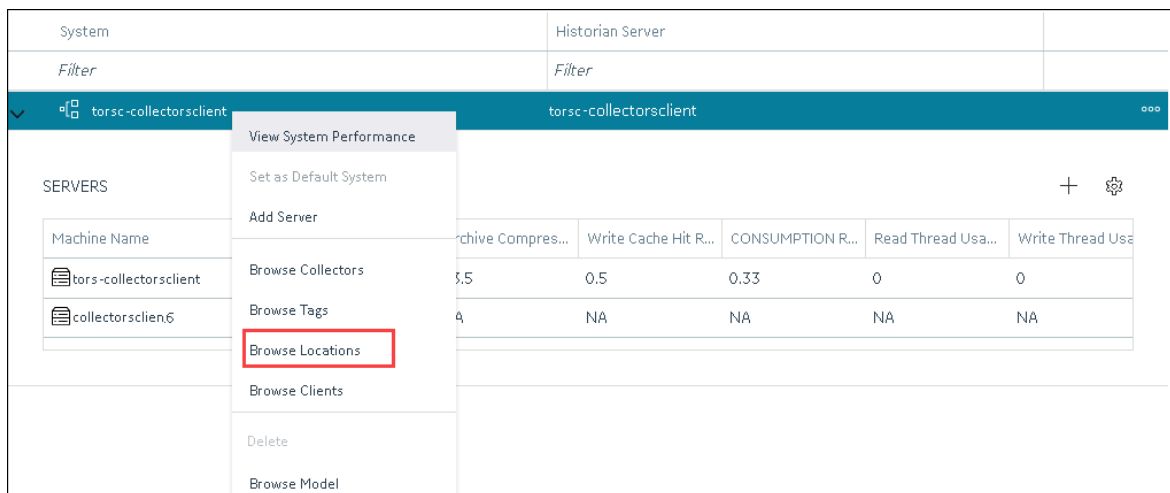 System Historian Server
Filter Filter
torsc-collectorsclient torsc-collectorsclient
View System Performance
Set as Default System
SERVERS
Add Server
Machine Name rchive Compres... Write Cache Hit R... CONSUMPTION R... Read Thread Usa... Write Thread Usa
Browse Collectors
tors-collectorsclient 3.5 0.5 0.33 0 0
Browse Tags
collectorsclien,6 A NA NA NA NA
Browse Locations
Browse Clients
Delete
Browse Model